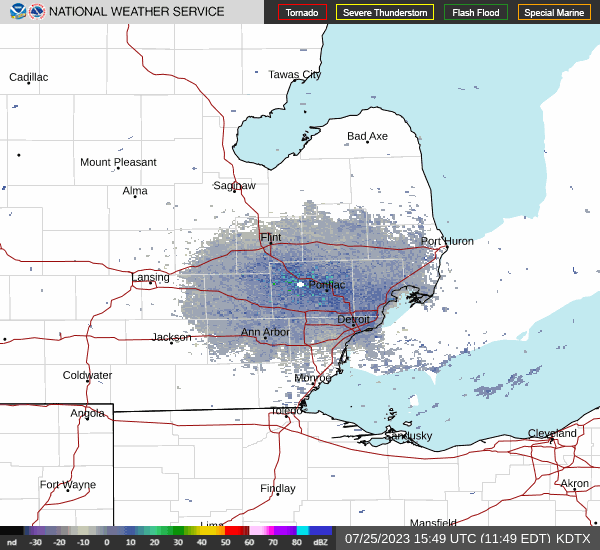 NATIONAL WEATHER SERVICE Tornado Severe Thunderstorm Flash Flood Special Marine
Tawas City
Cadillac
Bad Axe
Mount Pleasant
Alma
Saginaw
Flint
Port Huron
Lansing
Pontiac
Detroit
Ann Arbor
Jackson
Coldwater
Monroe
Angola
Toledo
Sandusky
Cleveland
Fort Wayne
Findlay
Akron
Lima
Mansfield
nd -30 -20 -10 0 10 20 30 40 50 60 70 80 dBZ
07/25/2023 15:49 UTC (11:49 EDT) KDTX